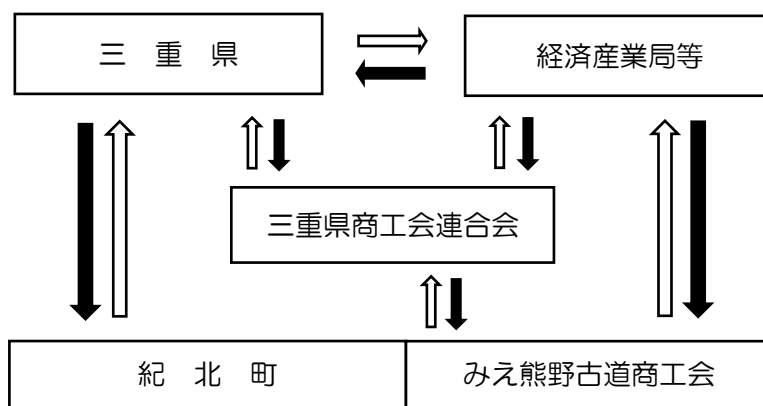 三　重　県
経済産業局等
三重県商工会連合会
紀　北　町
みえ熊野古道商工会